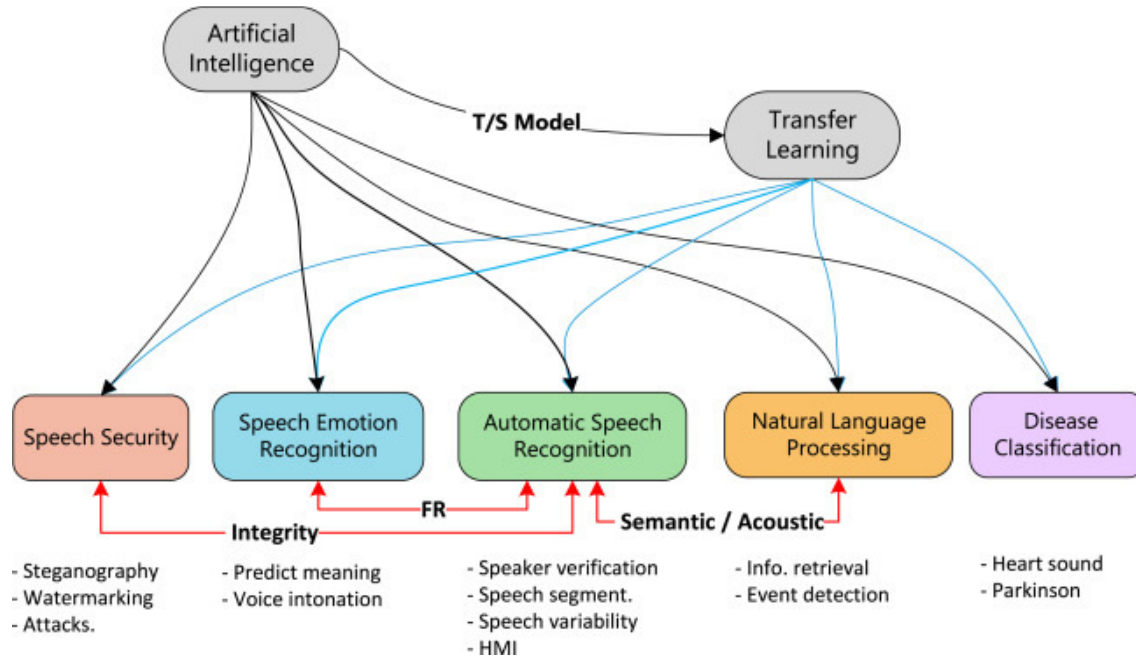 Artificial
Intelligence
T/S Model
Transfer
Learning
Speech Security
Speech Emotion
Recognition
Automatic Speech
Recognition
Natural Language
Processing
Disease
Classification
FR
Integrity
Semantic / Acoustic
- Steganography
- Watermarking
- Attacks.
- Predict meaning
- Voice intonation
- Speaker verification
- Speech segment.
- Speech variability
- HMI
- Info. retrieval
- Event detection
- Heart sound
- Parkinson